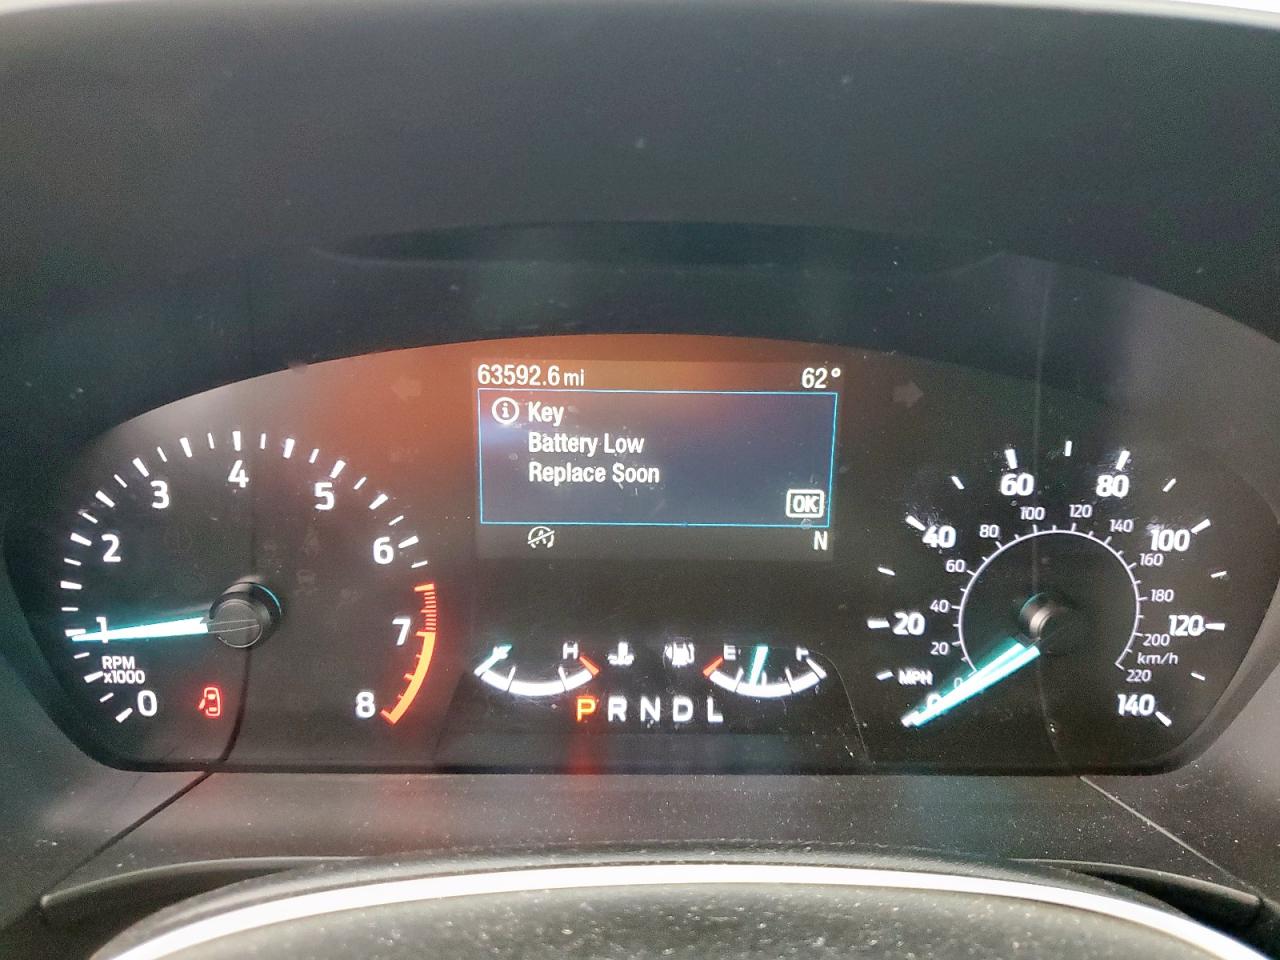 63592.6 mi 62°
Key
Battery Low
Replace Soon
OK
N
0 1 2 3 4 5 6 7 8
RPM
x1000
H
E F
P R N D L
0 20 40 60 80 100 120 140
MPH
0 20 40 60 80 100 120 140 160 180 200 220
km/h